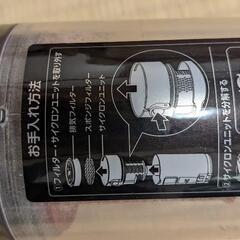 お手入れ方法
①フィルター・サイクロンユニットを取り外す
排気フィルター
スポンジフィルター
サイクロンユニット
②サイクロンユニットを分解する